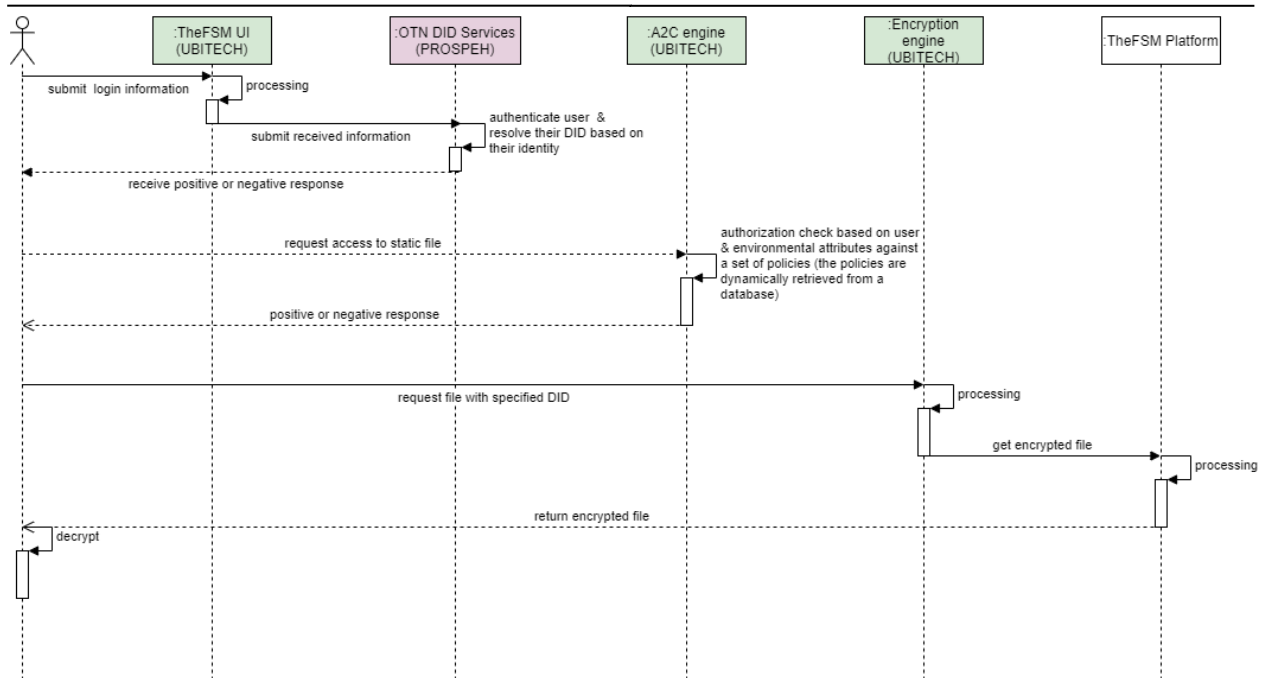 :TheFSM UI
(UBITECH)
:OTN DID Services
(PROSPEH)
:A2C engine
(UBITECH)
:Encryption
engine
(UBITECH)
:TheFSM Platform
submit login information
processing
submit received information
authenticate user &
resolve their DID based on
their identity
receive positive or negative response
request access to static file
authorization check based on user
& environmental attributes against
a set of policies (the policies are
dynamically retrieved from a
database)
positive or negative response
request file with specified DID
processing
get encrypted file
processing
return encrypted file
decrypt